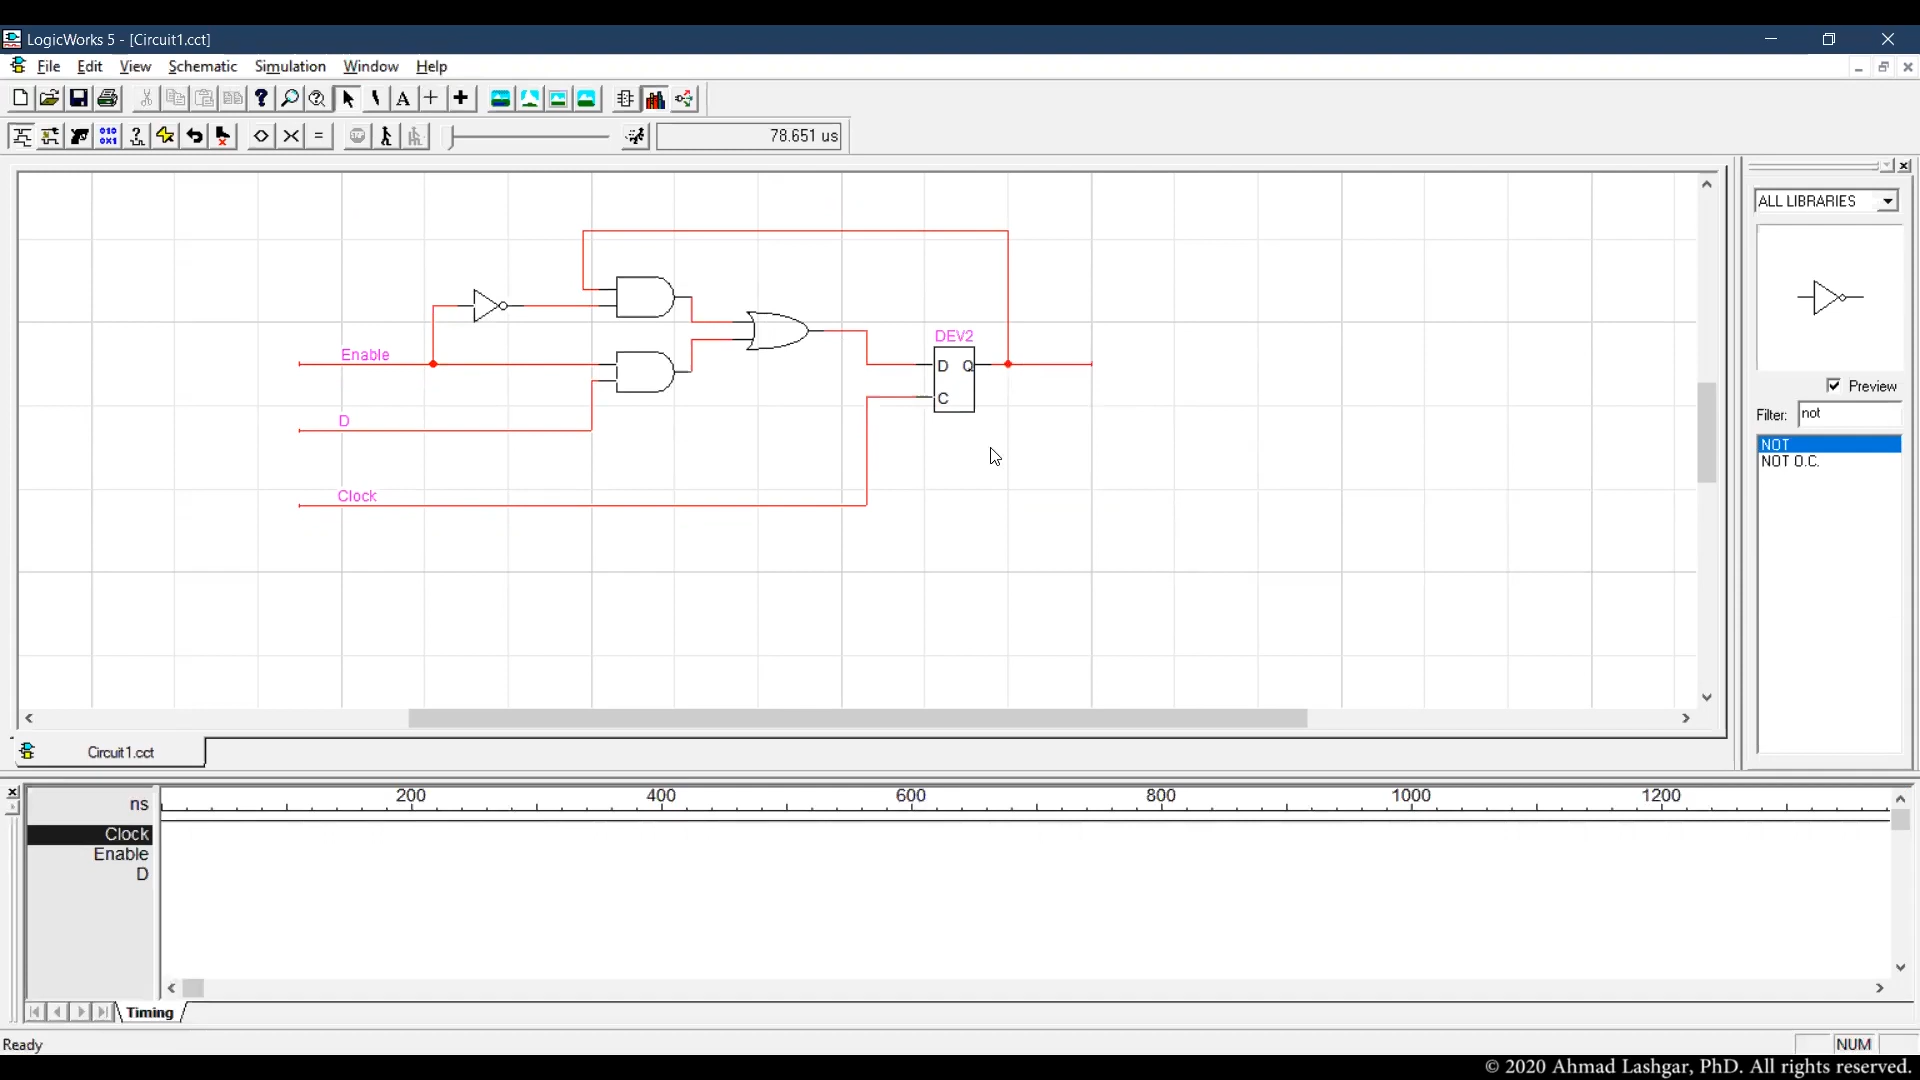 LogicWorks 5 - [Circuit1.cct]
File Edit View Schematic Simulation Window Help
78.651 us
ALL LIBRARIES
Preview
Filter: not
NOT
NOT O.C.
Enable
D
Clock
DEV2
D Q
C
Circuit1.cct
ns 200 400 600 800 1000 1200
Clock
Enable
D
Timing
Ready
NUM
© 2020 Ahmad Lashgar, PhD. All rights reserved.